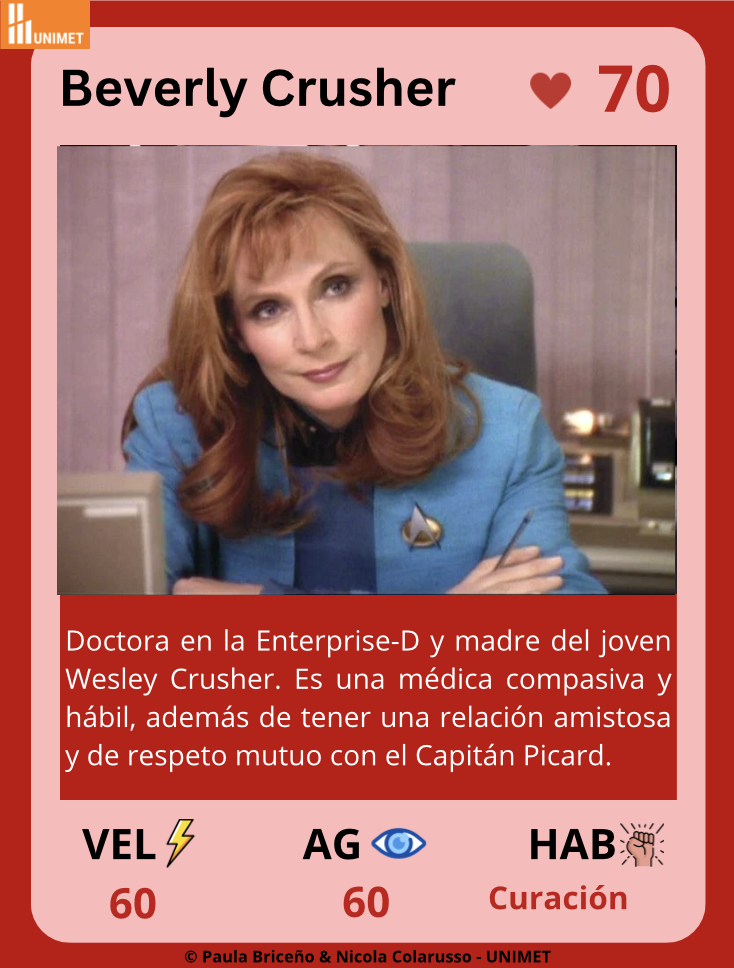 UNIMET
Beverly Crusher 70
Doctora en la Enterprise-D y madre del joven
Wesley Crusher. Es una médica compasiva y
hábil, además de tener una relación amistosa
y de respeto mutuo con el Capitán Picard.
VEL AG HAB
60 60 Curación
© Paula Briceño & Nicola Colarusso - UNIMET